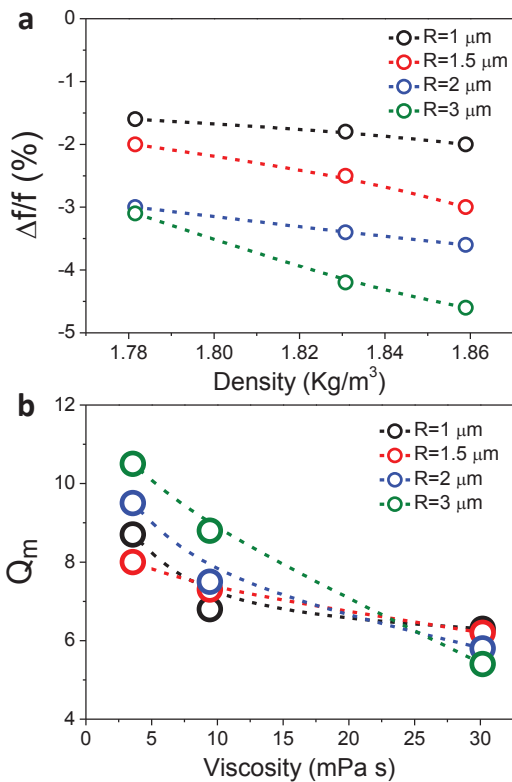 a
0
-1
-2
-3
-4
-5
Δf/f (%)
R=1 μm
R=1.5 μm
R=2 μm
R=3 μm
1.78 1.80 1.82 1.84 1.86
Density (Kg/m³)
b
12
10
8
6
4
Qₘ
R=1 μm
R=1.5 μm
R=2 μm
R=3 μm
0 5 10 15 20 25 30
Viscosity (mPa s)